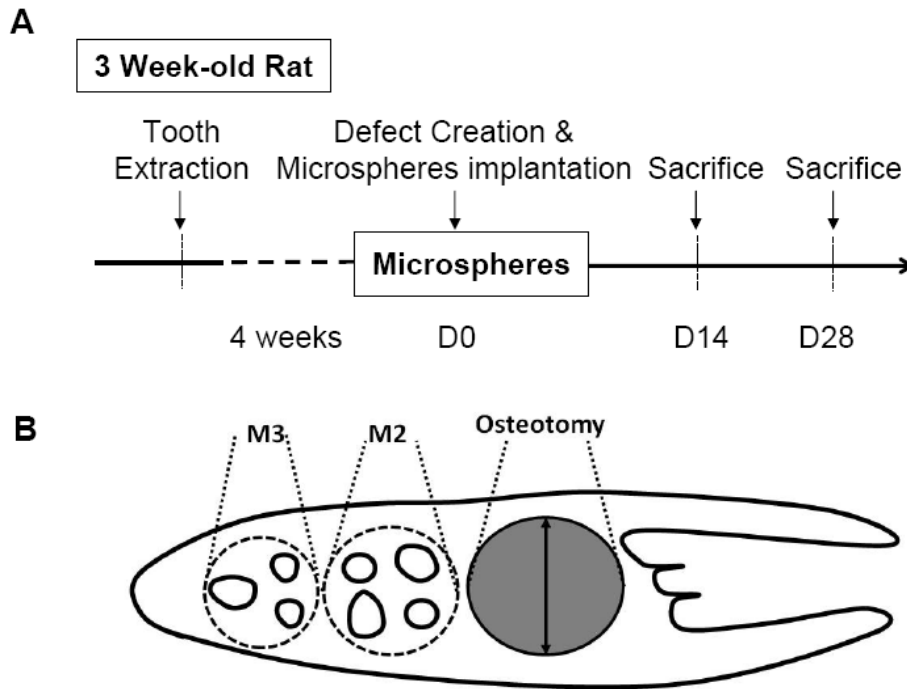 A
3 Week-old Rat
Tooth Extraction
Defect Creation & Microspheres implantation
Sacrifice
Sacrifice
Microspheres
4 weeks
D0
D14
D28
B
M3
M2
Osteotomy